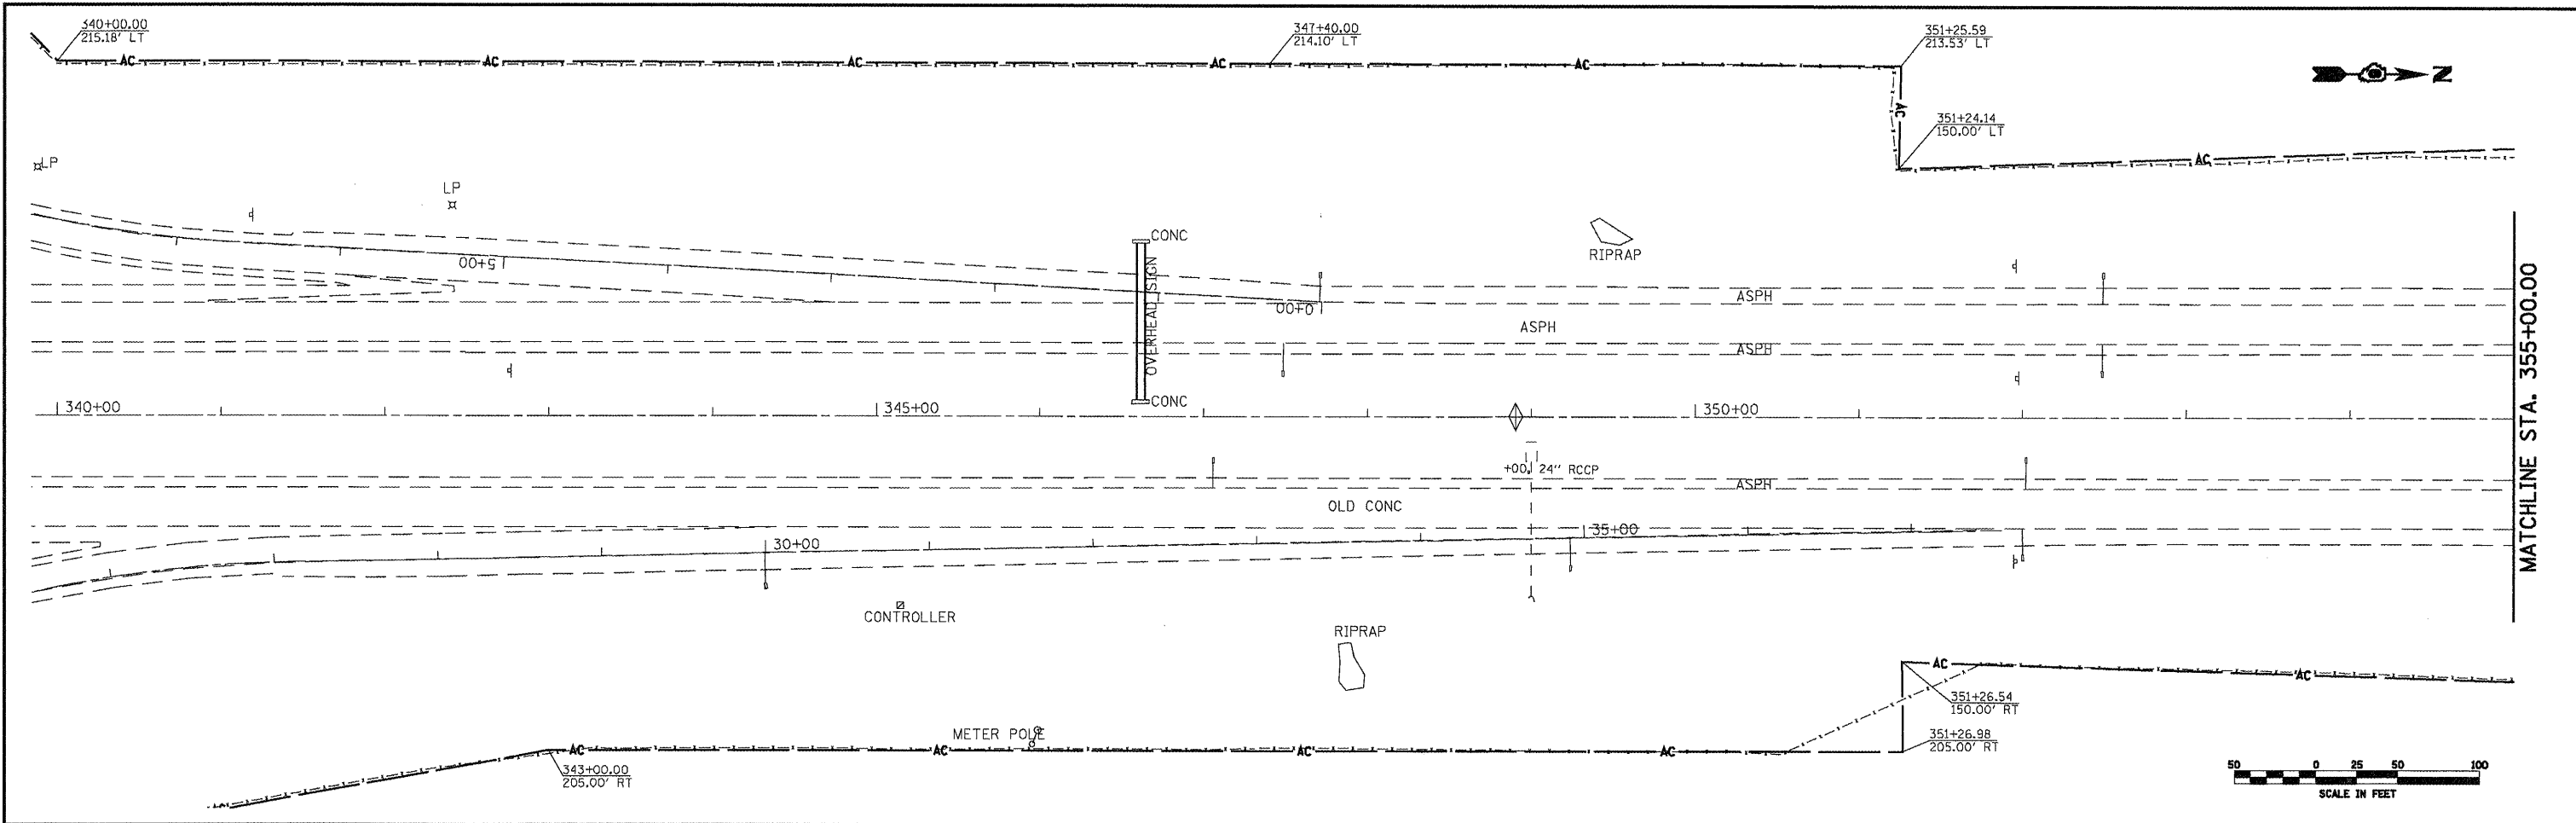 340+00.00
215.18' LT
347+40.00
214.10' LT
351+25.59
213.53' LT
AC
AC
AC
AC
AC
N
AC
351+24.14
150.00' LT
AC
LP
LP
CONC
RIPRAP
5+00
OVERHEAD SIGN
0+00
ASPH
ASPH
ASPH
MATCHLINE STA. 355+00.00
CONC
340+00
345+00
350+00
+00, 24" RCCP
ASPH
OLD CONC
30+00
35+00
CONTROLLER
RIPRAP
AC
AC
351+26.54
150.00' RT
METER POLE
351+26.98
205.00' RT
AC
AC
AC
AC
343+00.00
205.00' RT
50 0 25 50 100
SCALE IN FEET